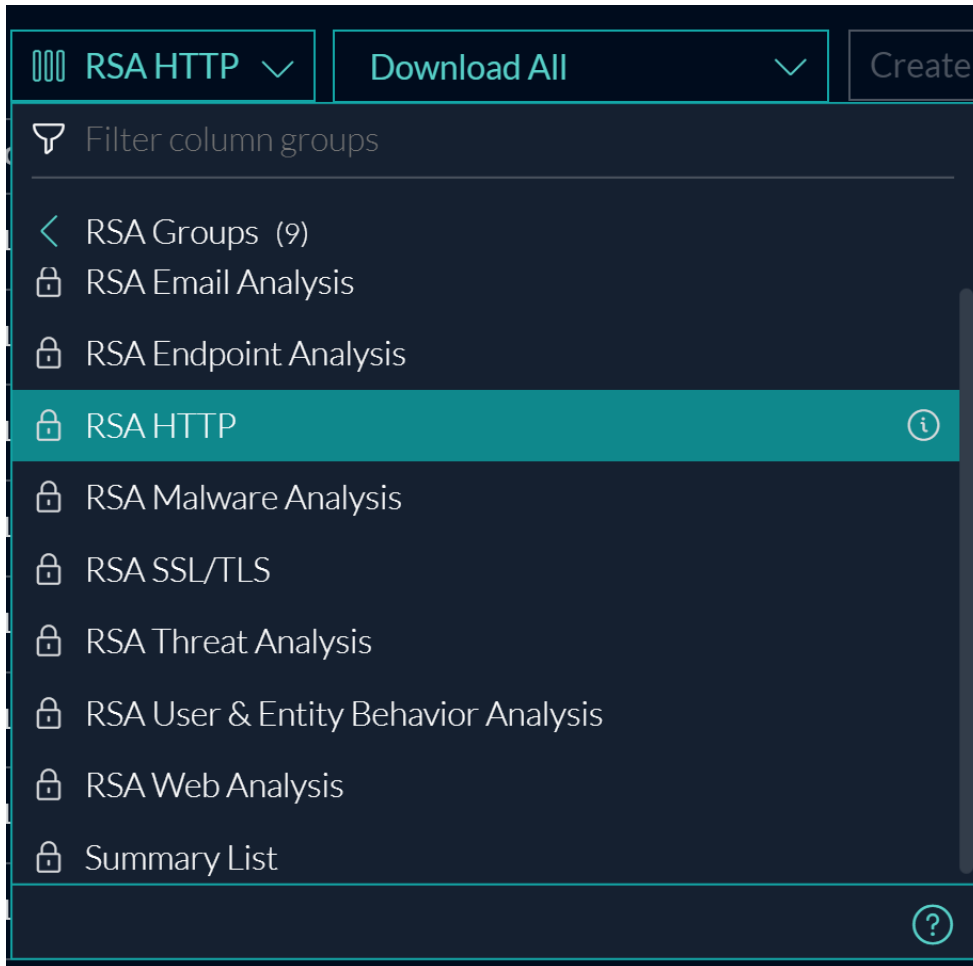 RSA HTTP Download All Create
Filter column groups
RSA Groups (9)
RSA Email Analysis
RSA Endpoint Analysis
RSA HTTP
RSA Malware Analysis
RSA SSL/TLS
RSA Threat Analysis
RSA User & Entity Behavior Analysis
RSA Web Analysis
Summary List